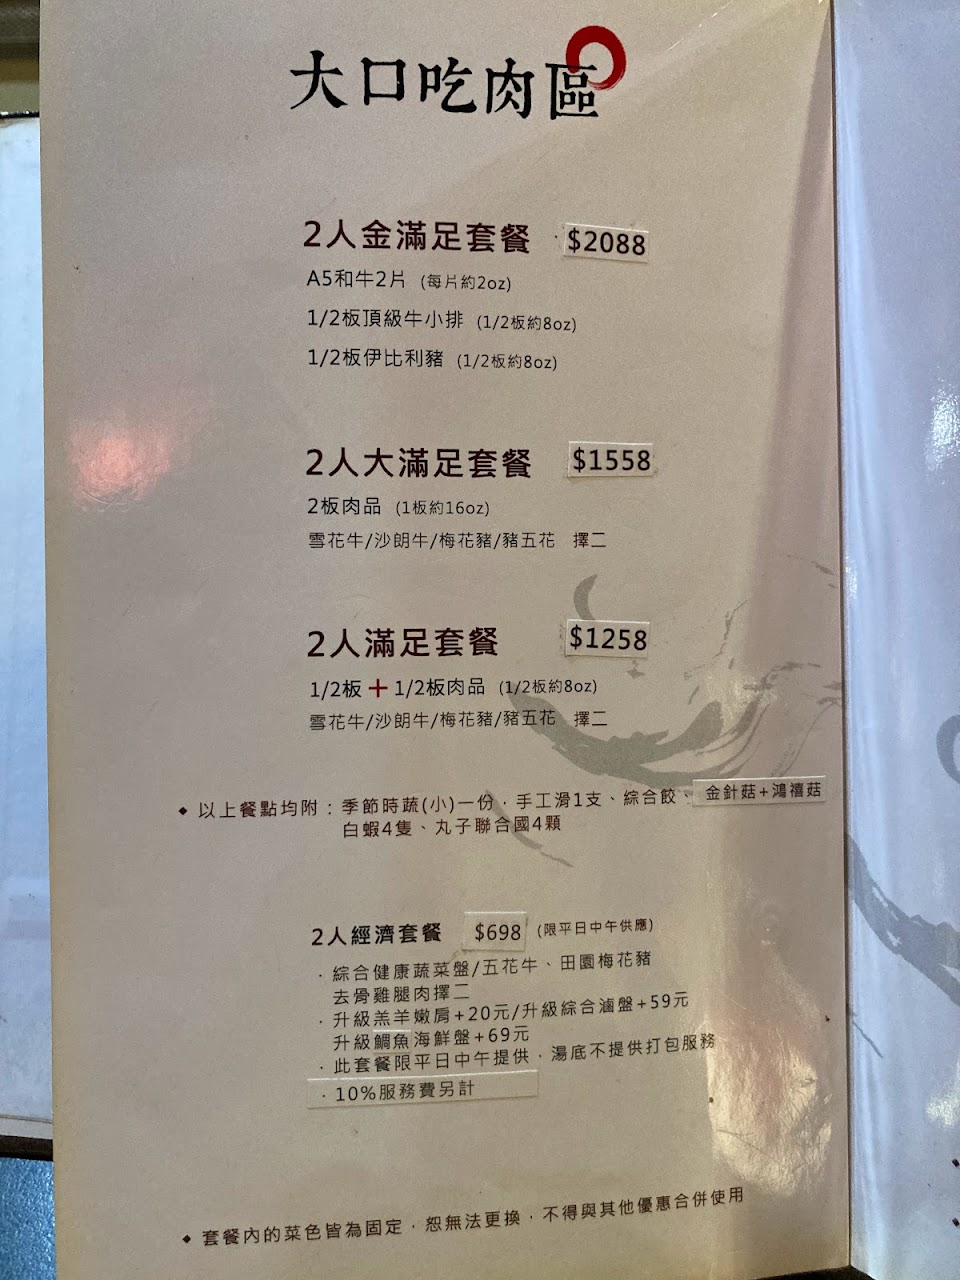 大口吃肉區
2人金滿足套餐 $2088
A5和牛2片 (每片約2oz)
1/2板頂級牛小排 (1/2板約8oz)
1/2板伊比利豬 (1/2板約8oz)
2人大滿足套餐 $1558
2板肉品 (1板約16oz)
雪花牛/沙朗牛/梅花豬/豬五花 擇二
2人滿足套餐 $1258
1/2板+1/2板肉品 (1/2板約8oz)
雪花牛/沙朗牛/梅花豬/豬五花 擇二
◆ 以上餐點均附：季節時蔬(小)一份，手工滑1支、綜合餃、金針菇+鴻禧菇
白蝦4隻、丸子聯合國4顆
2人經濟套餐 $698 (限平日中午供應)
· 綜合健康蔬菜盤/五花牛、田園梅花豬
去骨雞腿肉擇二
· 升級羔羊嫩肩+20元/升級綜合滷盤+59元
升級鯛魚海鮮盤+69元
· 此套餐限平日中午提供，湯底不提供打包服務
· 10%服務費另計
◆ 套餐內的菜色皆為固定，恕無法更換，不得與其他優惠合併使用